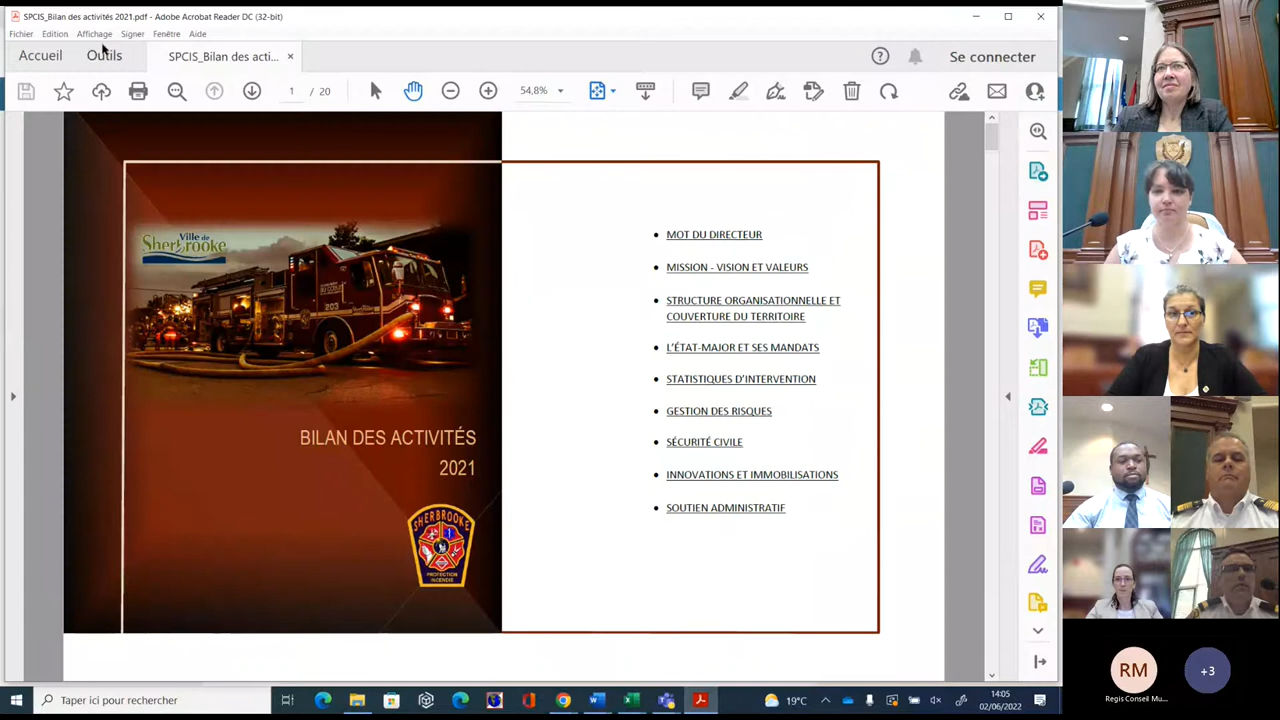 SPCIS_Bilan des activités 2021.pdf - Adobe Acrobat Reader DC (32-bit)
Fichier Edition Affichage Signer Fenêtre Aide
Accueil Outils SPCIS_Bilan des acti... × Se connecter
1 / 20 54,8%
Ville de
Sherbrooke
203
BILAN DES ACTIVITÉS
2021
SHERBROOKE
PROTECTION
INCENDIE
• MOT DU DIRECTEUR
• MISSION - VISION ET VALEURS
• STRUCTURE ORGANISATIONNELLE ET
COUVERTURE DU TERRITOIRE
• L'ÉTAT-MAJOR ET SES MANDATS
• STATISTIQUES D'INTERVENTION
• GESTION DES RISQUES
• SÉCURITÉ CIVILE
• INNOVATIONS ET IMMOBILISATIONS
• SOUTIEN ADMINISTRATIF
RM
+3
Regis Conseil Mu...
Taper ici pour rechercher
19°C
14:05
02/06/2022